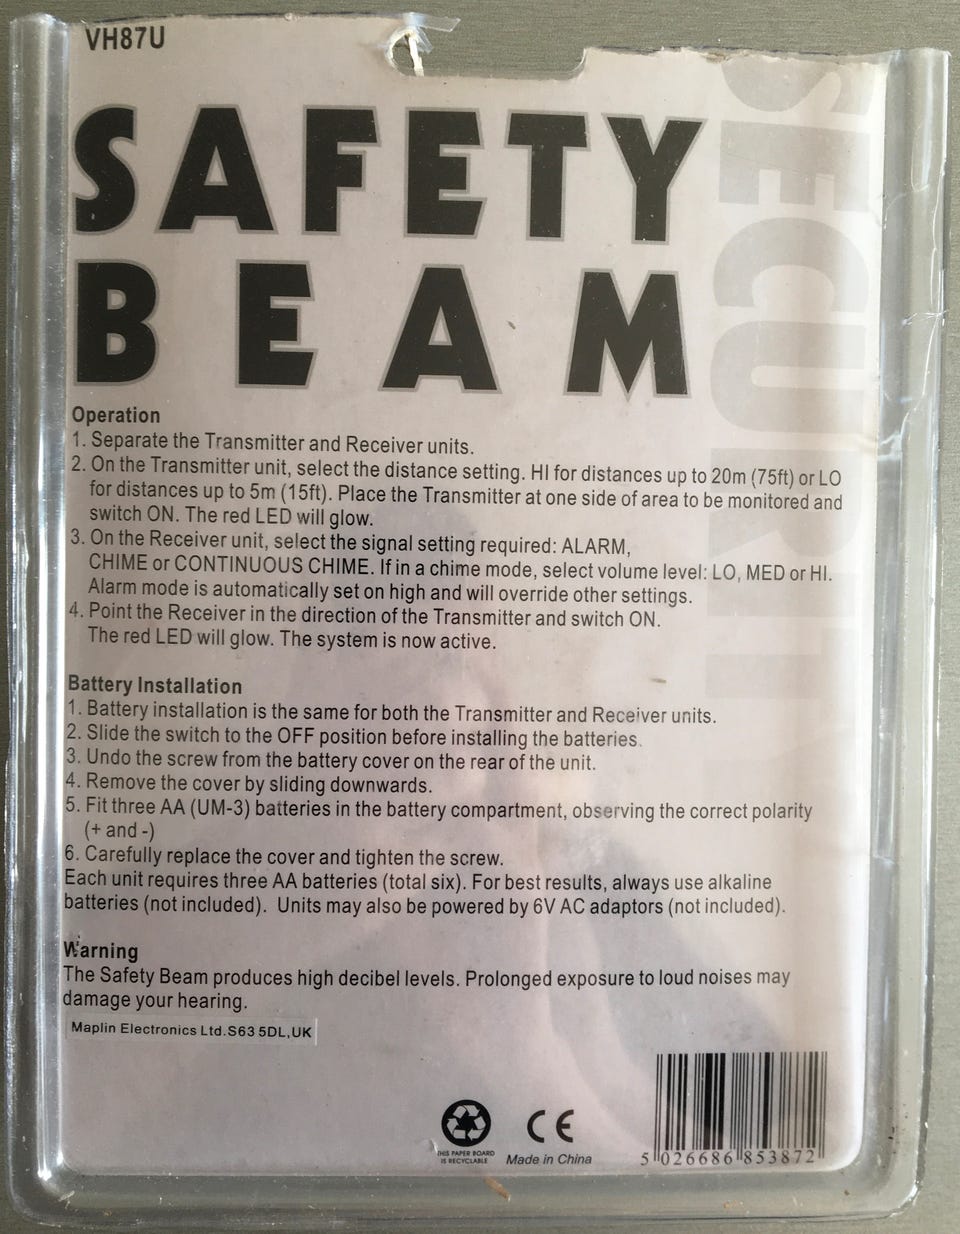 VH87U
SAFETY
BEAM
SECURITY
Operation
1. Separate the Transmitter and Receiver units.
2. On the Transmitter unit, select the distance setting. HI for distances up to 20m (75ft) or LO
for distances up to 5m (15ft). Place the Transmitter at one side of area to be monitored and
switch ON. The red LED will glow.
3. On the Receiver unit, select the signal setting required: ALARM,
CHIME or CONTINUOUS CHIME. If in a chime mode, select volume level: LO, MED or HI.
Alarm mode is automatically set on high and will override other settings.
4. Point the Receiver in the direction of the Transmitter and switch ON.
The red LED will glow. The system is now active.
Battery Installation
1. Battery installation is the same for both the Transmitter and Receiver units.
2. Slide the switch to the OFF position before installing the batteries.
3. Undo the screw from the battery cover on the rear of the unit.
4. Remove the cover by sliding downwards.
5. Fit three AA (UM-3) batteries in the battery compartment, observing the correct polarity
(+ and -)
6. Carefully replace the cover and tighten the screw.
Each unit requires three AA batteries (total six). For best results, always use alkaline
batteries (not included). Units may also be powered by 6V AC adaptors (not included).
Warning
The Safety Beam produces high decibel levels. Prolonged exposure to loud noises may
damage your hearing.
Maplin Electronics Ltd.S63 5DL,UK
THIS PAPER BOARD
IS RECYCLABLE
CE
Made in China
5 026686 853872